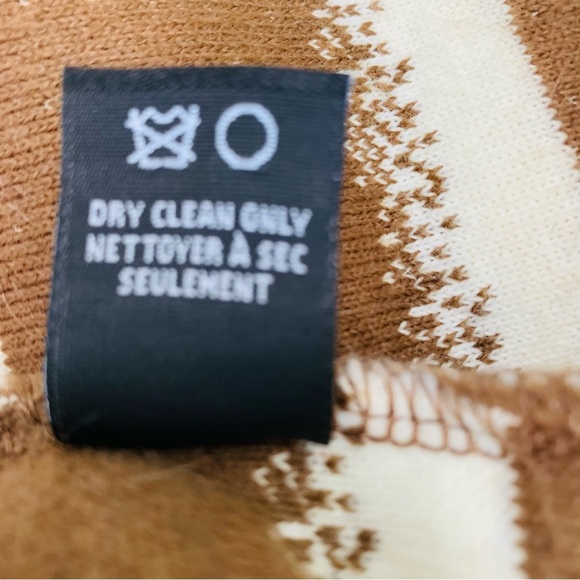 DRY CLEAN ONLY
NETTOYER À SEC
SEULEMENT